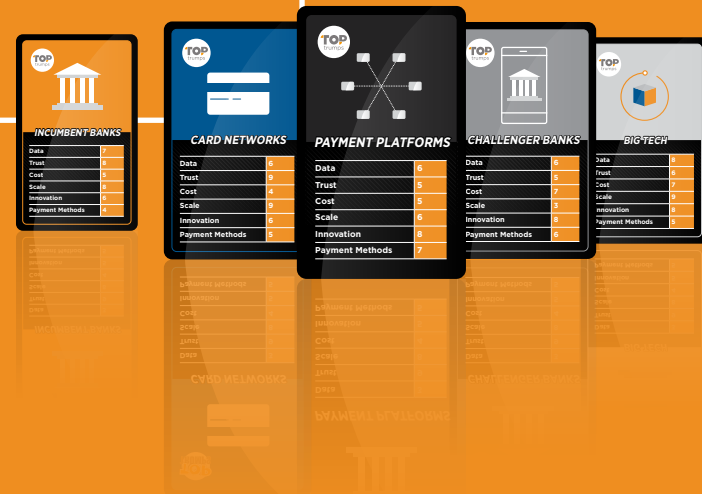 TOP
trumps
INCUMBENT BANKS
Data 7
Trust 8
Cost 5
Scale 8
Innovation 6
Payment Methods 4
TOP
trumps
CARD NETWORKS
Data 6
Trust 9
Cost 4
Scale 9
Innovation 6
Payment Methods 5
TOP
trumps
PAYMENT PLATFORMS
Data 6
Trust 5
Cost 5
Scale 6
Innovation 8
Payment Methods 7
TOP
trumps
CHALLENGER BANKS
Data 6
Trust 5
Cost 7
Scale 3
Innovation 8
Payment Methods 6
TOP
trumps
BIG TECH
Data 8
Trust 6
Cost 7
Scale 9
Innovation 8
Payment Methods 5